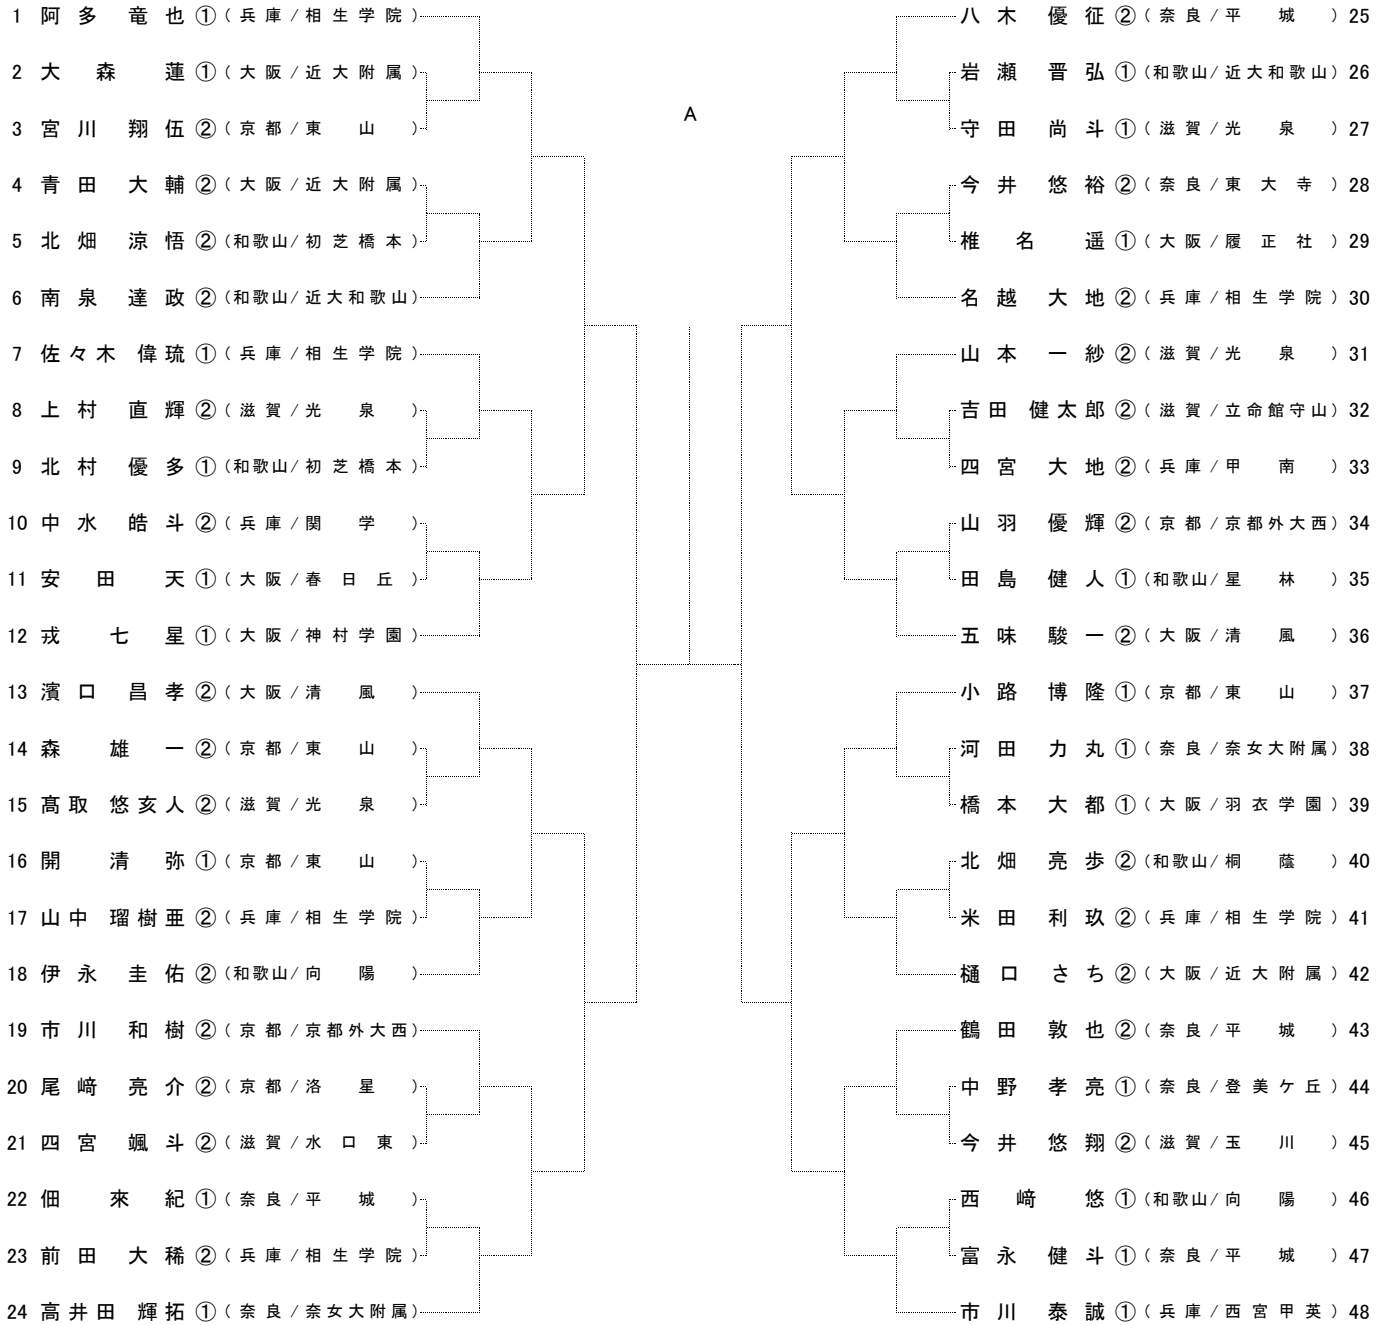 1 阿多 竜也 ① (兵庫/相生学院)
2 大森 蓮 ① (大阪/近大附属)
3 宮川 翔伍 ② (京都/東山)
4 青田 大輔 ② (大阪/近大附属)
5 北畑 涼悟 ② (和歌山/初芝橋本)
6 南泉 達政 ② (和歌山/近大和歌山)
7 佐々木 偉琉 ① (兵庫/相生学院)
8 上村 直輝 ② (滋賀/光泉)
9 北村 優多 ① (和歌山/初芝橋本)
10 中水 皓斗 ② (兵庫/関学)
11 安田 天 ① (大阪/春日丘)
12 戎 七星 ① (大阪/神村学園)
13 濱口 昌孝 ② (大阪/清風)
14 森 雄一 ② (京都/東山)
15 髙取 悠亥人 ② (滋賀/光泉)
16 開 清弥 ① (京都/東山)
17 山中 瑠樹亜 ② (兵庫/相生学院)
18 伊永 圭佑 ② (和歌山/向陽)
19 市川 和樹 ② (京都/京都外大西)
20 尾﨑 亮介 ② (京都/洛星)
21 四宮 颯斗 ② (滋賀/水口東)
22 佃 來紀 ① (奈良/平城)
23 前田 大稀 ② (兵庫/相生学院)
24 高井田 輝拓 ① (奈良/奈女大附属)
A
八木 優征 ② (奈良/平城) 25
岩瀬 晋弘 ① (和歌山/近大和歌山) 26
守田 尚斗 ① (滋賀/光泉) 27
今井 悠裕 ② (奈良/東大寺) 28
椎名 遥 ① (大阪/履正社) 29
名越 大地 ② (兵庫/相生学院) 30
山本 一紗 ② (滋賀/光泉) 31
吉田 健太郎 ② (滋賀/立命館守山) 32
四宮 大地 ② (兵庫/甲南) 33
山羽 優輝 ② (京都/京都外大西) 34
田島 健人 ① (和歌山/星林) 35
五味 駿一 ② (大阪/清風) 36
小路 博隆 ① (京都/東山) 37
河田 力丸 ① (奈良/奈女大附属) 38
橋本 大都 ① (大阪/羽衣学園) 39
北畑 亮歩 ② (和歌山/桐蔭) 40
米田 利玖 ② (兵庫/相生学院) 41
樋口 さち ② (大阪/近大附属) 42
鶴田 敦也 ② (奈良/平城) 43
中野 孝亮 ① (奈良/登美ケ丘) 44
今井 悠翔 ② (滋賀/玉川) 45
西﨑 悠 ① (和歌山/向陽) 46
富永 健斗 ① (奈良/平城) 47
市川 泰誠 ① (兵庫/西宮甲英) 48